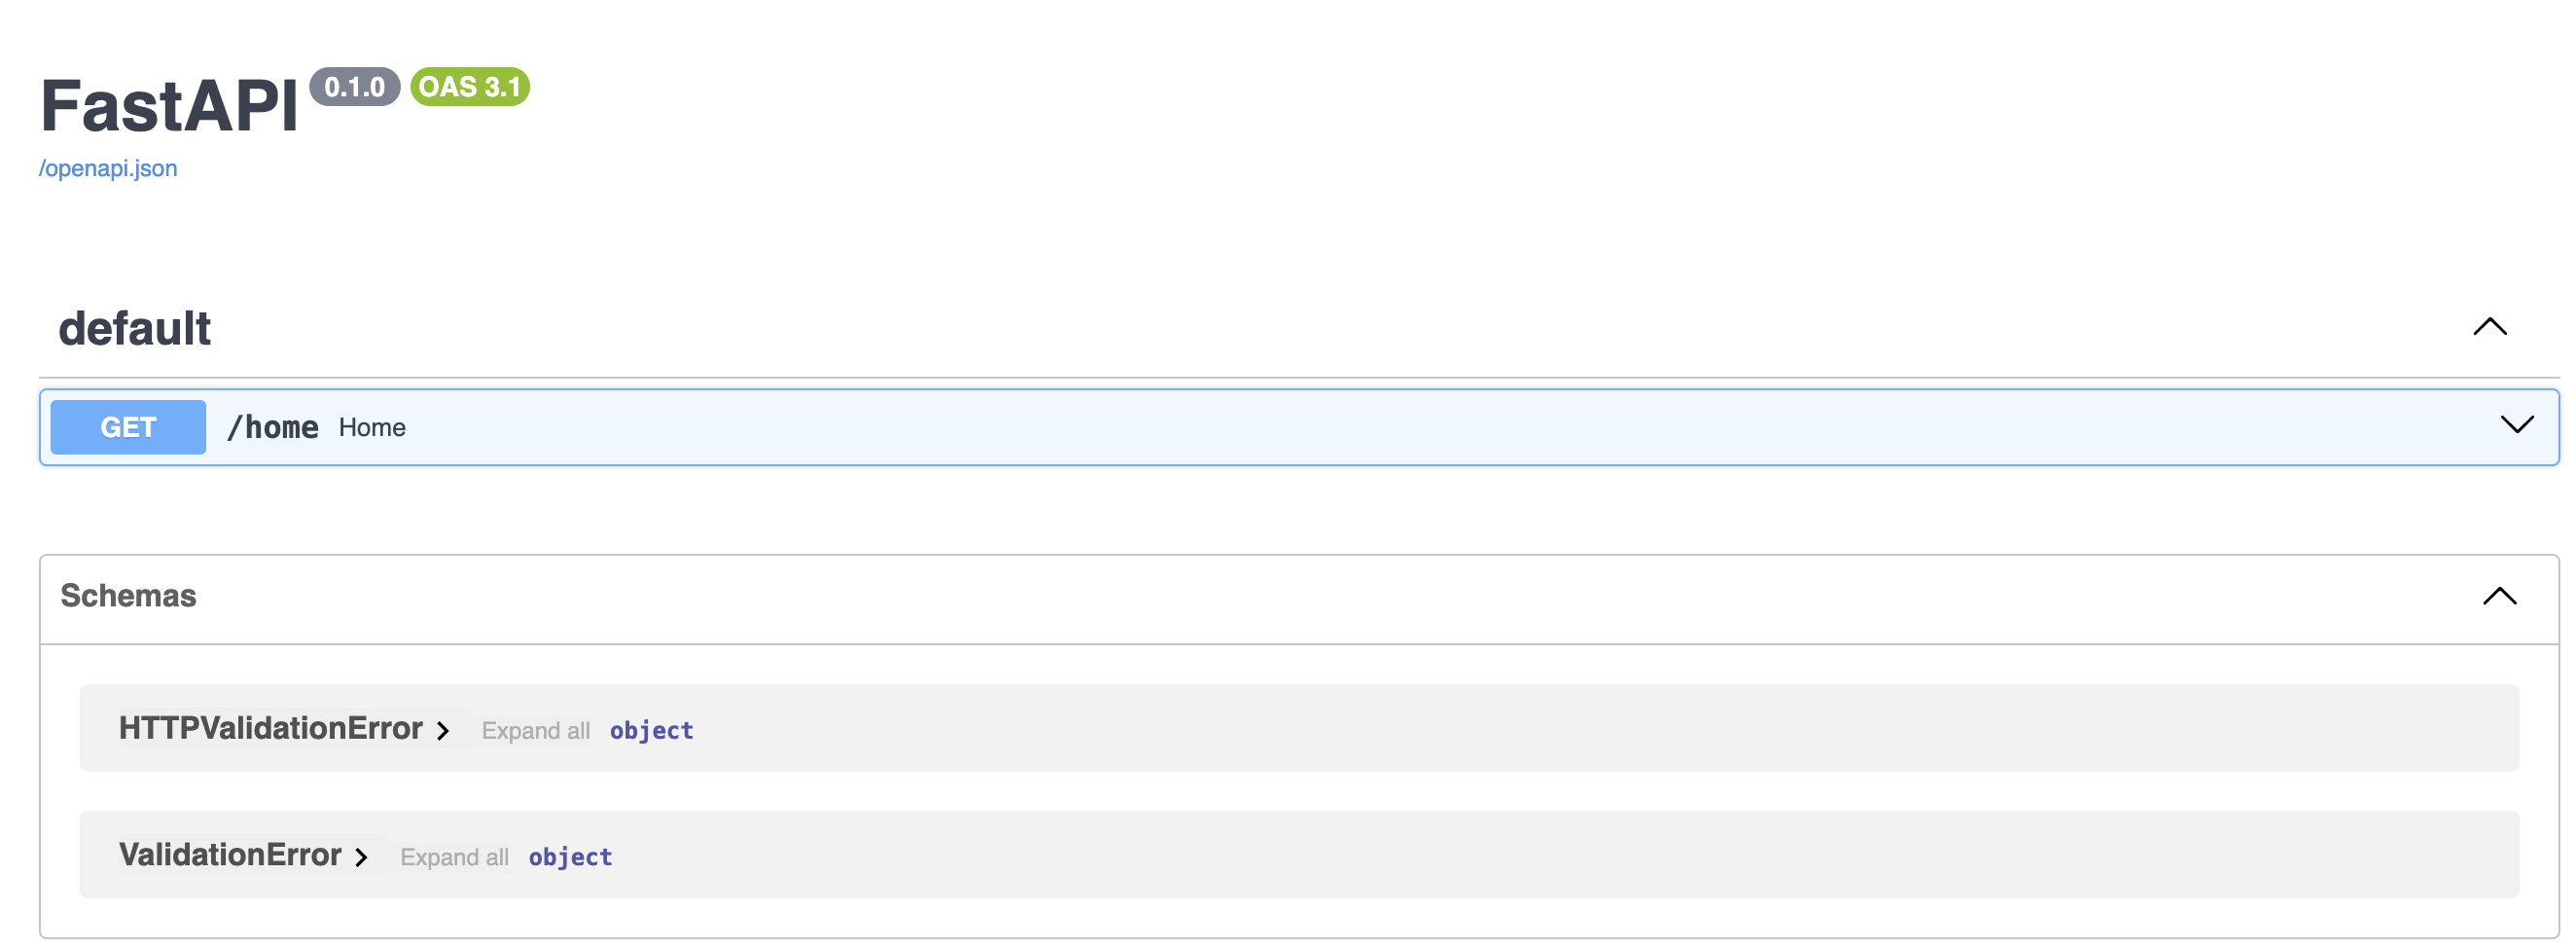 FastAPI 0.1.0 OAS 3.1
/openapi.json
default
GET /home Home
Schemas
HTTPValidationError Expand all object
ValidationError Expand all object